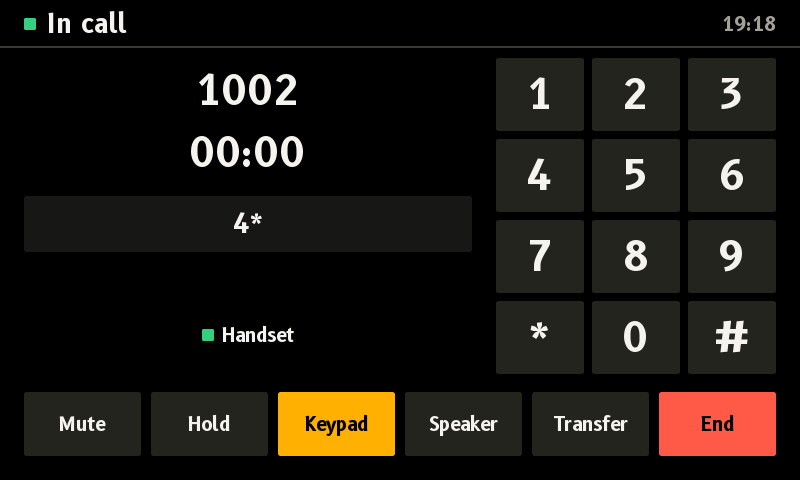 In call
19:18
1002
00:00
4*
Handset
1 2 3
4 5 6
7 8 9
* 0 #
Mute Hold Keypad Speaker Transfer End